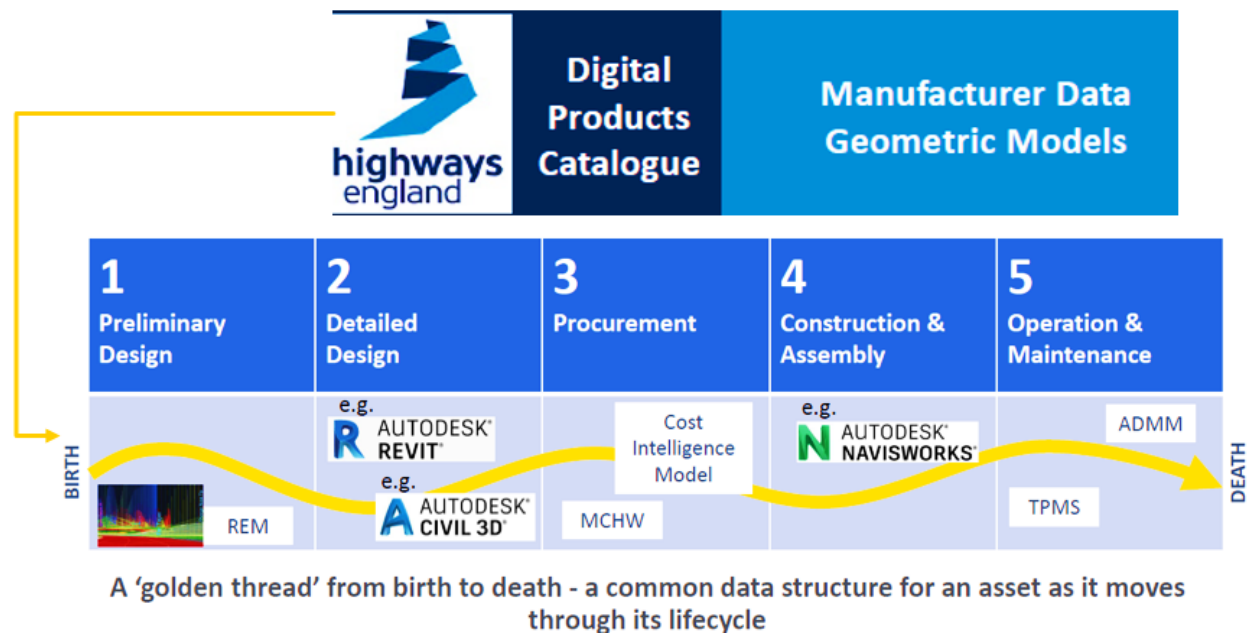 highways
england
Digital
Products
Catalogue
Manufacturer Data
Geometric Models
1
Preliminary
Design
2
Detailed
Design
3
Procurement
4
Construction &
Assembly
5
Operation &
Maintenance
BIRTH
REM
e.g.
R AUTODESK®
REVIT®
e.g.
A AUTODESK®
CIVIL 3D®
Cost
Intelligence
Model
MCHW
e.g.
N AUTODESK®
NAVISWORKS®
ADMM
TPMS
DEATH
A ‘golden thread’ from birth to death - a common data structure for an asset as it moves
through its lifecycle